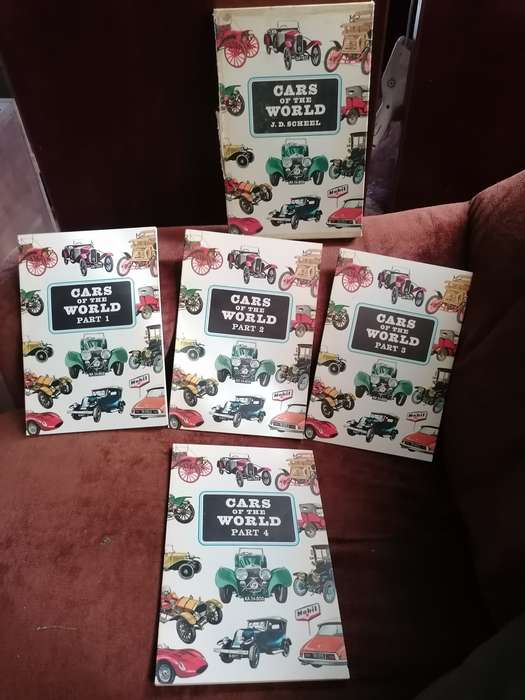 CARS
OF THE
WORLD
J. D. SCHEEL
Mobil
CARS
OF THE
WORLD
PART 1
Mobil
CARS
OF THE
WORLD
PART 2
CARS
OF THE
WORLD
PART 3
Mobil
CARS
OF THE
WORLD
PART 4
Mobil